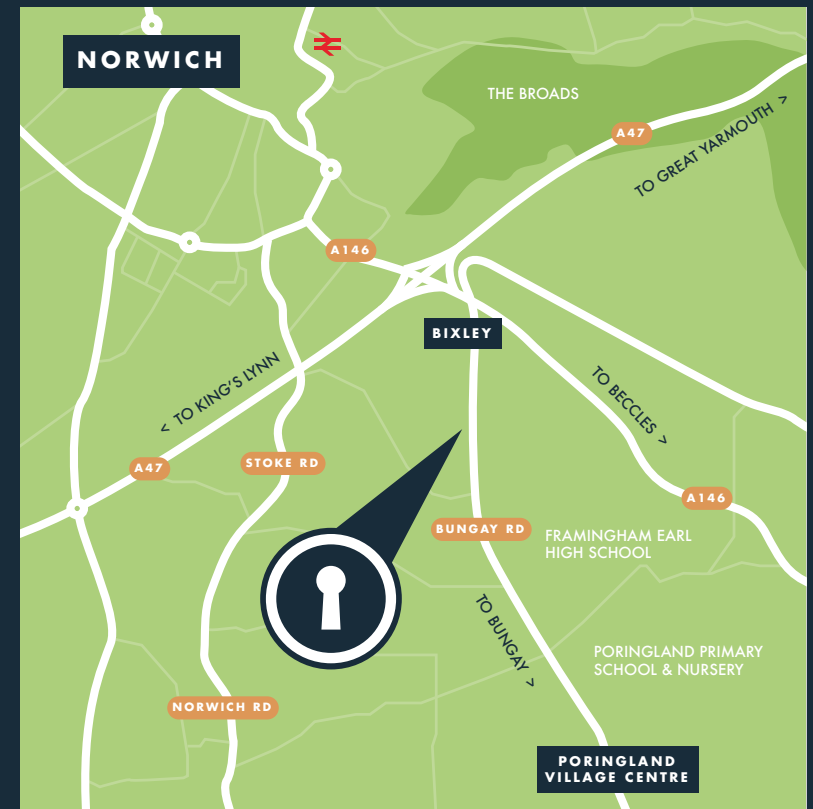 NORWICH
THE BROADS
A47
TO GREAT YARMOUTH >
A146
BIXLEY
< TO KING'S LYNN
TO BECCLES >
A47
STOKE RD
A146
BUNGAY RD
FRAMINGHAM EARL
HIGH SCHOOL
TO BUNGAY >
PORINGLAND PRIMARY
SCHOOL & NURSERY
NORWICH RD
PORINGLAND
VILLAGE CENTRE